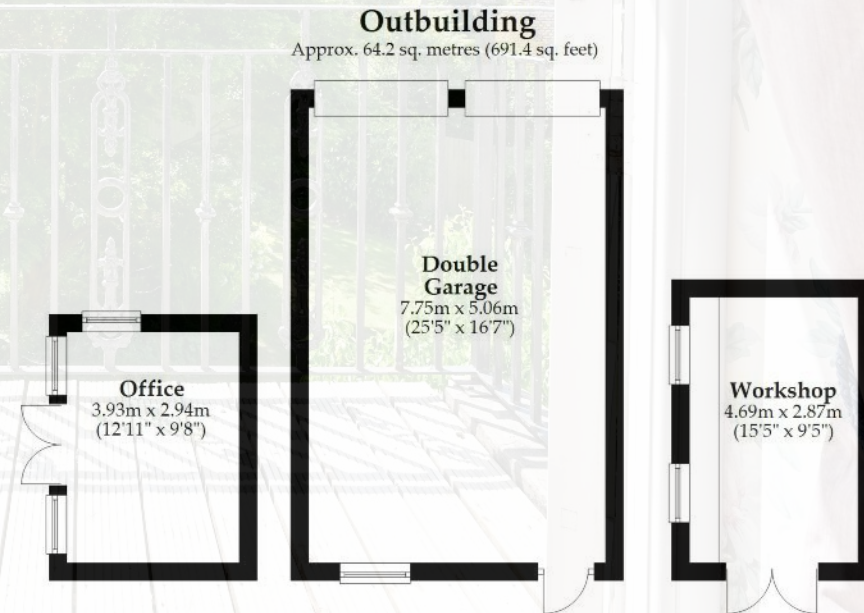 Outbuilding
Approx. 64.2 sq. metres (691.4 sq. feet)
Double
Garage
7.75m x 5.06m
(25'5" x 16'7")
Office
3.93m x 2.94m
(12'11" x 9'8")
Workshop
4.69m x 2.87m
(15'5" x 9'5")